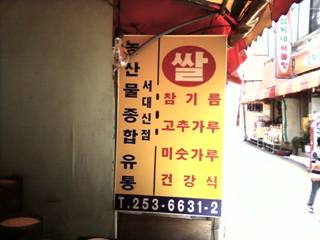 농산물종합유통
서대신점
쌀
참기름
고추가루
미숫가루
건강식
T.253-6631-2